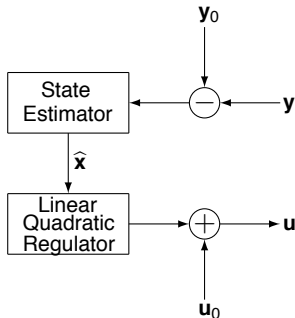 y₀
State
Estimator
−
y
x̂
Linear
Quadratic
Regulator
+
u
u₀